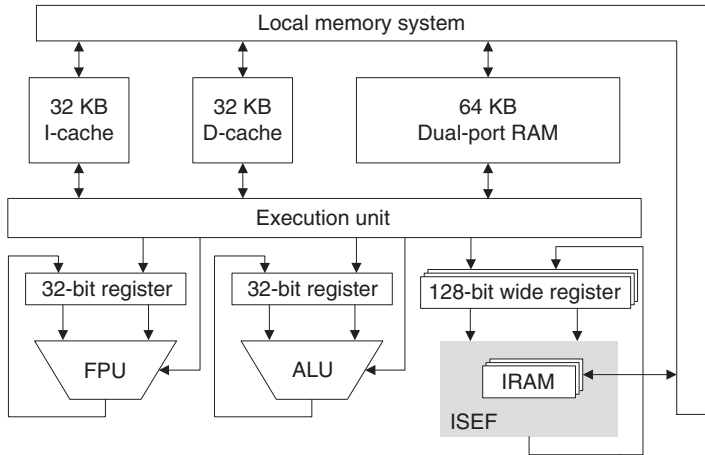 Local memory system
32 KB
I-cache
32 KB
D-cache
64 KB
Dual-port RAM
Execution unit
32-bit register
32-bit register
128-bit wide register
FPU
ALU
IRAM
ISEF